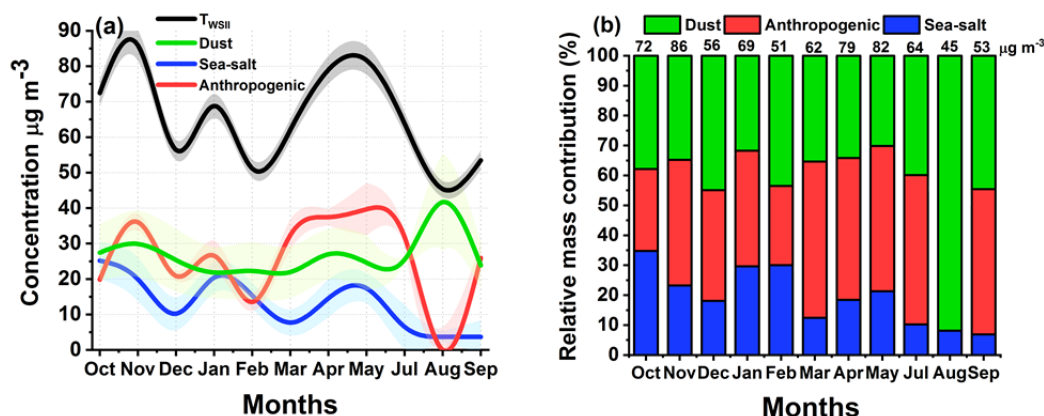 (a)
T_WSII
Dust
Sea-salt
Anthropogenic
Concentration µg m⁻³
90
80
70
60
50
40
30
20
10
0
Oct Nov Dec Jan Feb Mar Apr May Jul Aug Sep
Months
(b)
Dust Anthropogenic Sea-salt
72 86 56 69 51 62 79 82 64 45 53 µg m⁻³
Relative mass contribution (%)
100
90
80
70
60
50
40
30
20
10
0
Oct Nov Dec Jan Feb Mar Apr May Jul Aug Sep
Months